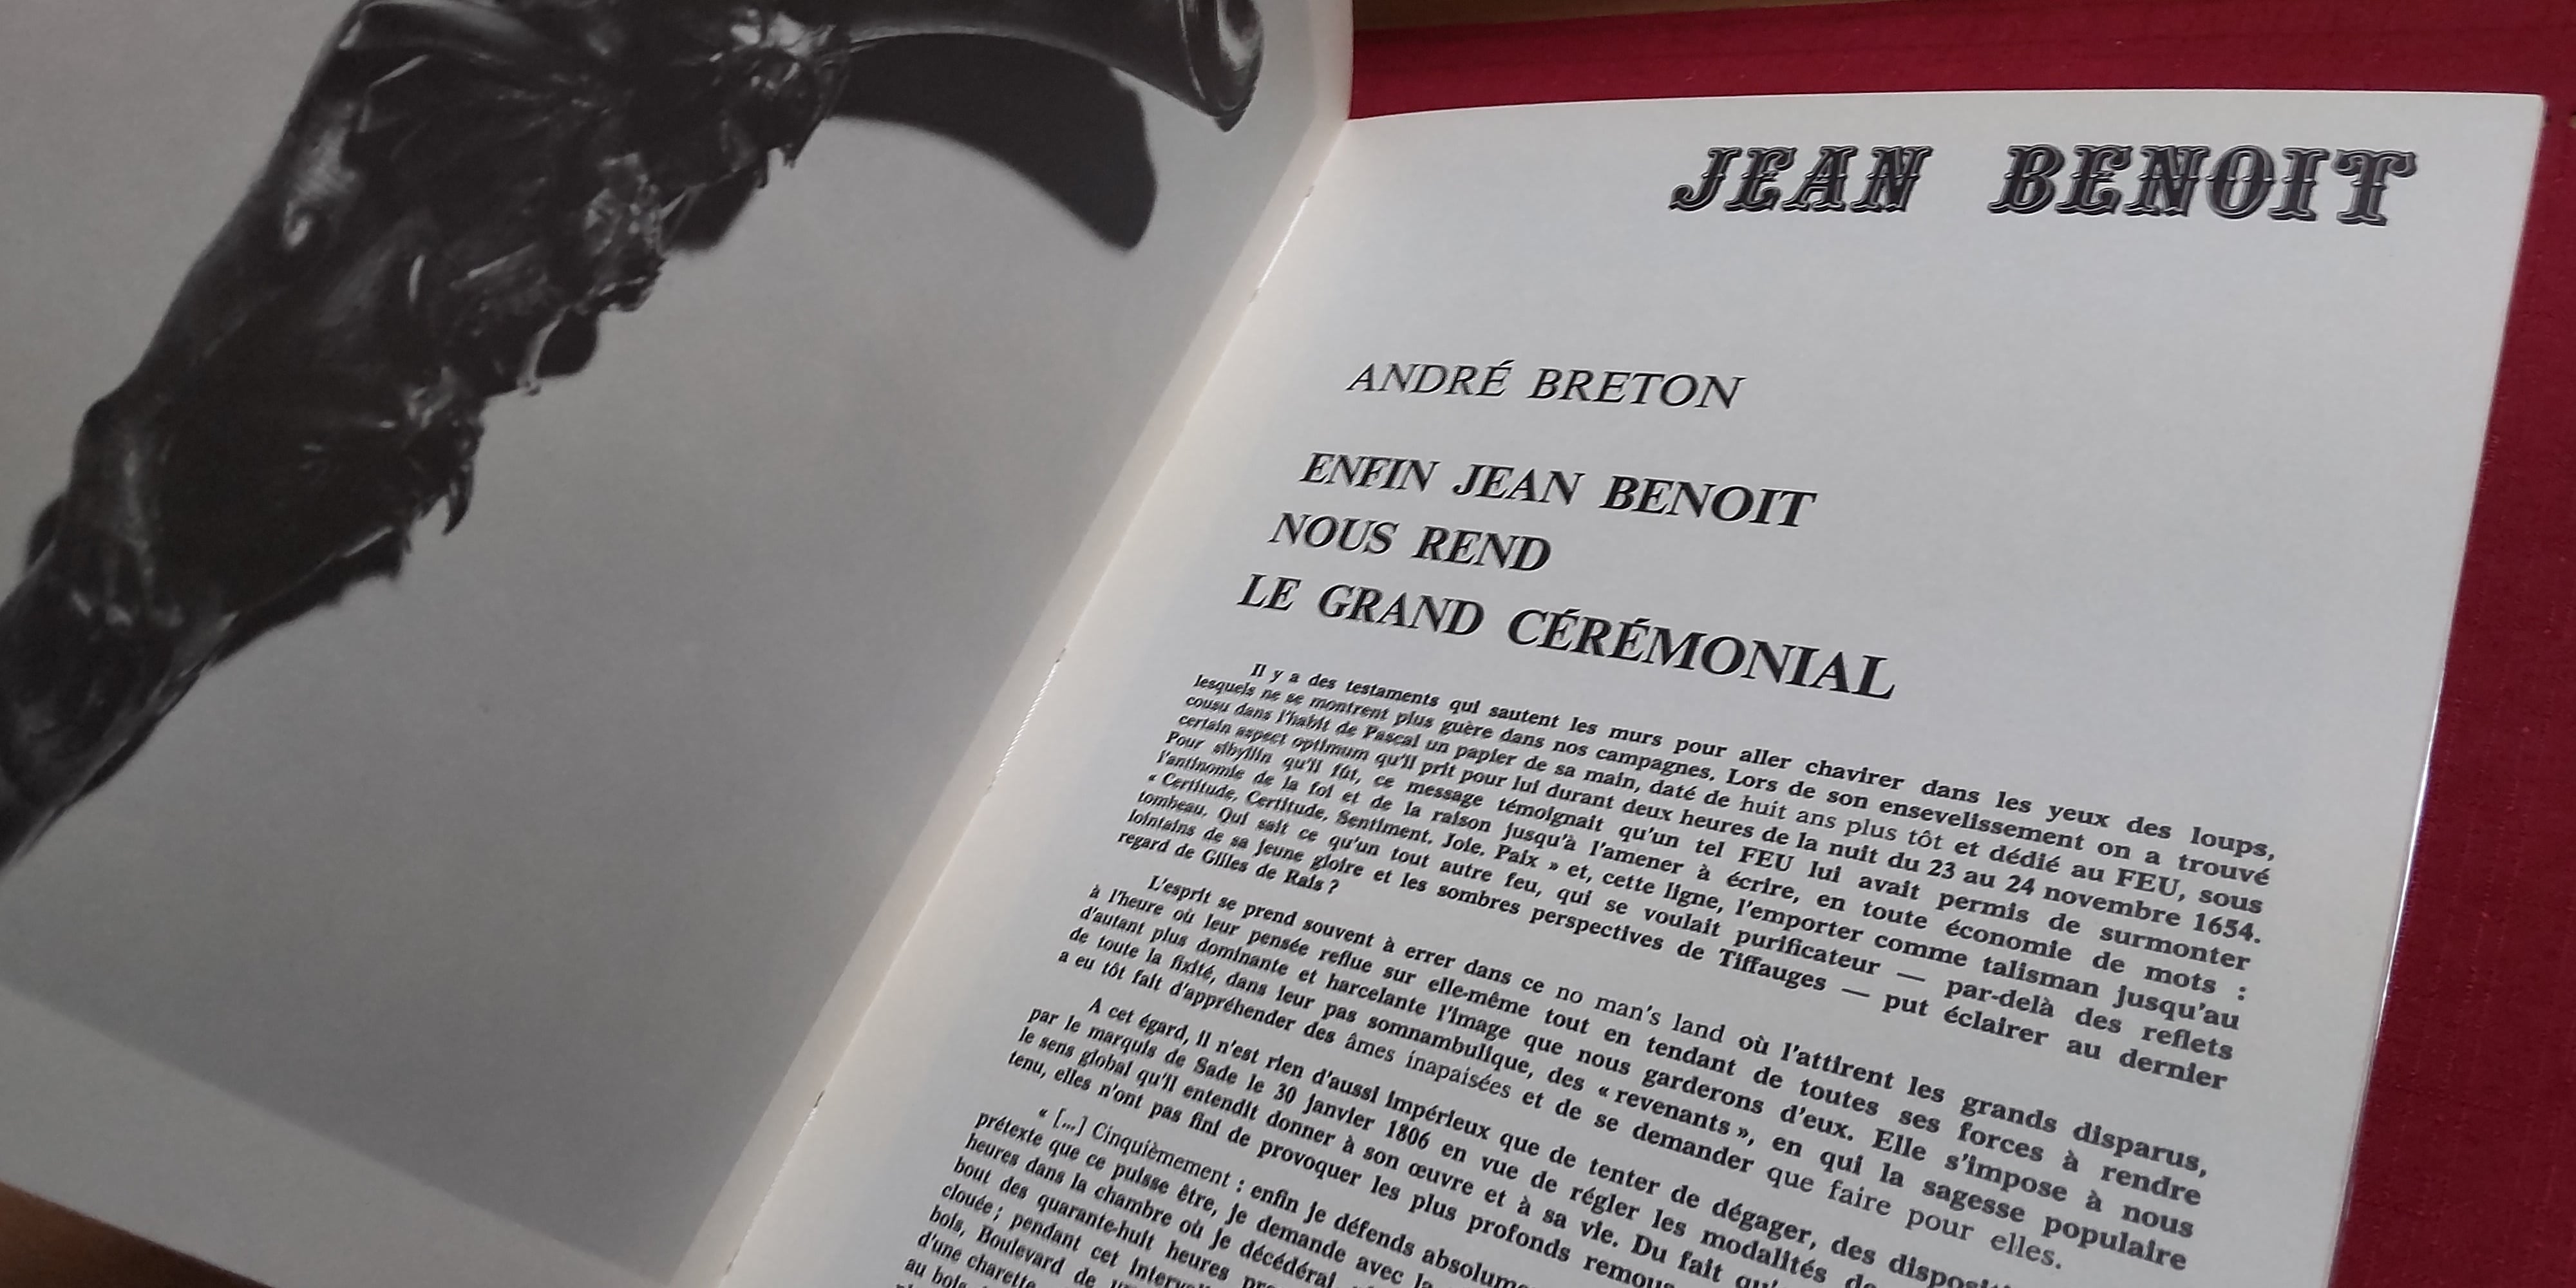 JEAN BENOIT
ANDRÉ BRETON
ENFIN JEAN BENOIT
NOUS REND
LE GRAND CÉRÉMONIAL
Il y a des testaments qui sautent les murs pour aller chavirer dans les yeux des loups,
lesquels ne se montrent plus guère dans nos campagnes. Lors de son ensevelissement on a trouvé
cousu dans l'habit de Pascal un papier de sa main, daté de huit ans plus tôt et dédié au FEU, sous
certain aspect optimum qu'il prit pour lui durant deux heures de la nuit du 23 au 24 novembre 1654.
Pour sibyllin qu'il fût, ce message témoignait qu'un tel FEU lui avait permis de surmonter
l'antinomie de la foi et de la raison jusqu'à l'amener à écrire, en toute économie de mots :
« Certitude, Certitude, Sentiment, Joie, Paix » et, cette ligne, l'emporter comme talisman jusqu'au
tombeau. Qui sait ce qu'un tout autre feu, qui se voulait purificateur — par-delà des reflets
lointains de sa jeune gloire et les sombres perspectives de Tiffauges — put éclairer au dernier
regard de Gilles de Rais ?
L'esprit se prend souvent à errer dans ce no man's land où l'attirent les grands disparus,
à l'heure où leur pensée reflue sur elle-même tout en tendant de toutes ses forces à rendre
d'autant plus dominante et harcelante l'image que nous garderons d'eux. Elle s'impose à nous
de toute la fixité, dans leur pas somnambulique, des « revenants », en qui la sagesse populaire
a eu tôt fait d'appréhender des âmes inapaisées et de se demander que faire pour elles.
A cet égard, il n'est rien d'aussi impérieux que de tenter de dégager, des
par le marquis de Sade le 30 janvier 1806 en vue de régler les modalités de
le sens global qu'il entendit donner à son œuvre et à sa vie. Du fait
tenu, elles n'ont pas fini de provoquer les plus profonds remous
« [...] Cinquièmement : enfin je défends
prétexte que ce puisse être, je demande avec la
heures dans la chambre où je décéderai,
bout des quarante-huit heures
clouée ; pendant cet
bois, Boulevard de
d'une charette
au bois